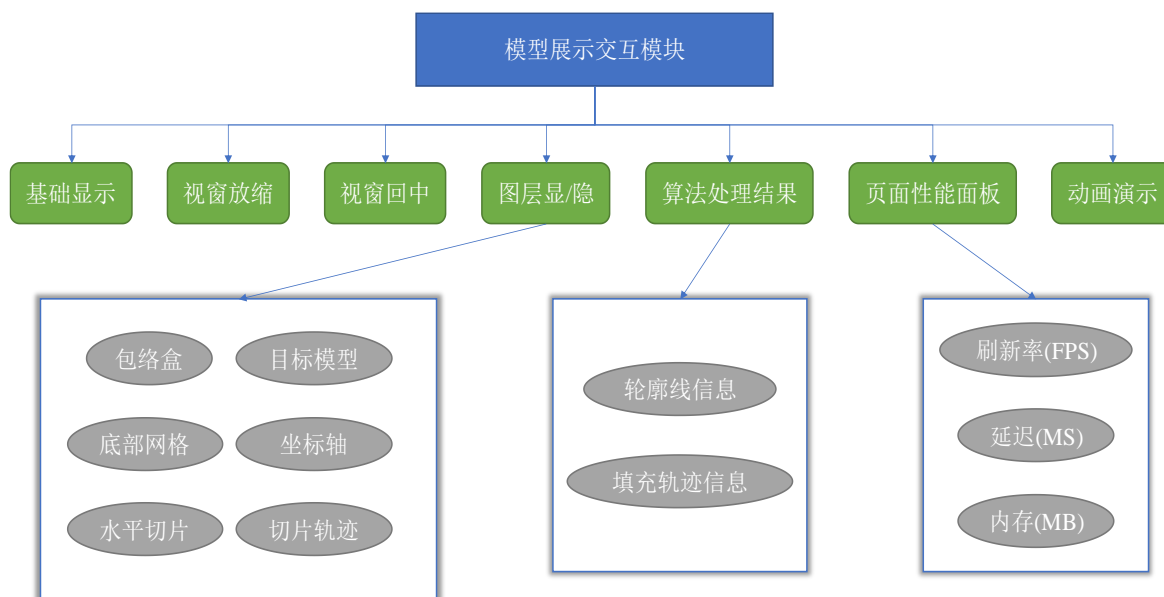 模型展示交互模块
基础显示
视窗放缩
视窗回中
图层显/隐
算法处理结果
页面性能面板
动画演示
包络盒
目标模型
底部网格
坐标轴
水平切片
切片轨迹
轮廓线信息
填充轨迹信息
刷新率(FPS)
延迟(MS)
内存(MB)